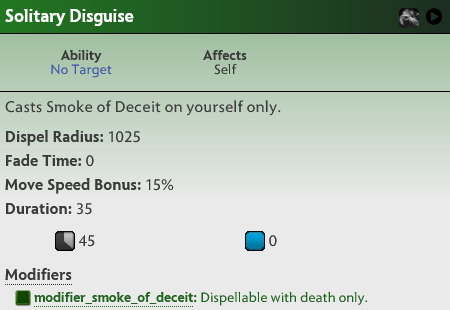 Solitary Disguise
Ability Affects
No Target Self
Casts Smoke of Deceit on yourself only.
Dispel Radius: 1025
Fade Time: 0
Move Speed Bonus: 15%
Duration: 35
45 0
Modifiers
modifier_smoke_of_deceit: Dispellable with death only.